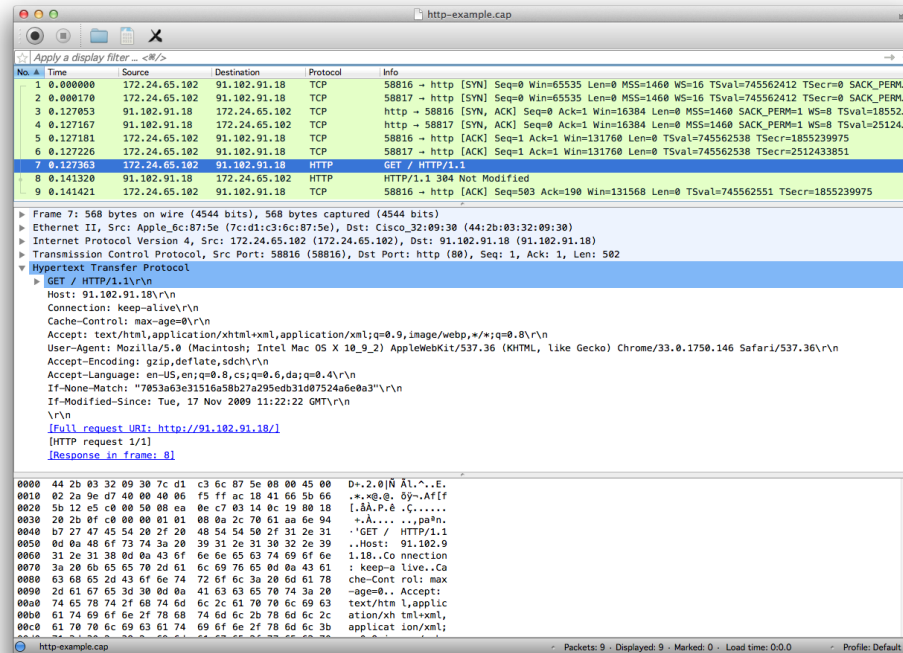 http-example.cap
Apply a display filter … <⌘/>
No. Time Source Destination Protocol Info
1 0.000000 172.24.65.102 91.102.91.18 TCP 58816 → http [SYN] Seq=0 Win=65535 Len=0 MSS=1460 WS=16 TSval=745562412 TSecr=0 SACK_PERM
2 0.000170 172.24.65.102 91.102.91.18 TCP 58817 → http [SYN] Seq=0 Win=65535 Len=0 MSS=1460 WS=16 TSval=745562412 TSecr=0 SACK_PERM
3 0.127053 91.102.91.18 172.24.65.102 TCP http → 58816 [SYN, ACK] Seq=0 Ack=1 Win=16384 Len=0 MSS=1460 SACK_PERM=1 WS=8 TSval=18552
4 0.127167 91.102.91.18 172.24.65.102 TCP http → 58817 [SYN, ACK] Seq=0 Ack=1 Win=16384 Len=0 MSS=1460 SACK_PERM=1 WS=8 TSval=25124
5 0.127181 172.24.65.102 91.102.91.18 TCP 58816 → http [ACK] Seq=1 Ack=1 Win=131760 Len=0 TSval=745562538 TSecr=1855239975
6 0.127226 172.24.65.102 91.102.91.18 TCP 58817 → http [ACK] Seq=1 Ack=1 Win=131760 Len=0 TSval=745562538 TSecr=2512433851
7 0.127363 172.24.65.102 91.102.91.18 HTTP GET / HTTP/1.1
8 0.141320 91.102.91.18 172.24.65.102 HTTP HTTP/1.1 304 Not Modified
9 0.141421 172.24.65.102 91.102.91.18 TCP 58816 → http [ACK] Seq=503 Ack=190 Win=131568 Len=0 TSval=745562551 TSecr=1855239975
Frame 7: 568 bytes on wire (4544 bits), 568 bytes captured (4544 bits)
Ethernet II, Src: Apple_6c:87:5e (7c:d1:c3:6c:87:5e), Dst: Cisco_32:09:30 (44:2b:03:32:09:30)
Internet Protocol Version 4, Src: 172.24.65.102 (172.24.65.102), Dst: 91.102.91.18 (91.102.91.18)
Transmission Control Protocol, Src Port: 58816 (58816), Dst Port: http (80), Seq: 1, Ack: 1, Len: 502
Hypertext Transfer Protocol
GET / HTTP/1.1\r\n
Host: 91.102.91.18\r\n
Connection: keep-alive\r\n
Cache-Control: max-age=0\r\n
Accept: text/html,application/xhtml+xml,application/xml;q=0.9,image/webp,*/*;q=0.8\r\n
User-Agent: Mozilla/5.0 (Macintosh; Intel Mac OS X 10_9_2) AppleWebKit/537.36 (KHTML, like Gecko) Chrome/33.0.1750.146 Safari/537.36\r\n
Accept-Encoding: gzip,deflate,sdch\r\n
Accept-Language: en-US,en;q=0.8,cs;q=0.6,da;q=0.4\r\n
If-None-Match: "7053a63e31516a58b27a295edb31d07524a6e0a3"\r\n
If-Modified-Since: Tue, 17 Nov 2009 11:22:22 GMT\r\n
\r\n
[Full request URI: http://91.102.91.18/]
[HTTP request 1/1]
[Response in frame: 8]
0000 44 2b 03 32 09 30 7c d1 c3 6c 87 5e 08 00 45 00 D+.2.0|Ñ Ãl.^..E.
0010 02 2a 9e d7 40 00 40 06 f5 ff ac 18 41 66 5b 66 .*.×@.@. õÿ¬.Af[f
0020 5b 12 e5 c0 00 50 08 ea 0e c7 03 14 0c 19 80 18 [.åÀ.P.ê .Ç......
0030 20 2b 0f c0 00 00 01 01 08 0a 2c 70 61 aa 6e 94 +.À.... ..,paªn.
0040 b7 27 47 45 54 20 2f 20 48 54 54 50 2f 31 2e 31 ·'GET / HTTP/1.1
0050 0d 0a 48 6f 73 74 3a 20 39 31 2e 31 30 32 2e 39 ..Host: 91.102.9
0060 31 2e 31 38 0d 0a 43 6f 6e 6e 65 63 74 69 6f 6e 1.18..Co nnection
0070 3a 20 6b 65 65 70 2d 61 6c 69 76 65 0d 0a 43 61 : keep-a live..Ca
0080 63 68 65 2d 43 6f 6e 74 72 6f 6c 3a 20 6d 61 78 che-Cont rol: max
0090 2d 61 67 65 3d 30 0d 0a 41 63 63 65 70 74 3a 20 -age=0.. Accept:
00a0 74 65 78 74 2f 68 74 6d 6c 2c 61 70 70 6c 69 63 text/htm l,applic
00b0 61 74 69 6f 6e 2f 78 68 74 6d 6c 2b 78 6d 6c 2c ation/xh tml+xml,
00c0 61 70 70 6c 69 63 61 74 69 6f 6e 2f 78 6d 6c 3b applicat ion/xml;
http-example.cap
Packets: 9 · Displayed: 9 · Marked: 0 · Load time: 0:0.0
Profile: Default